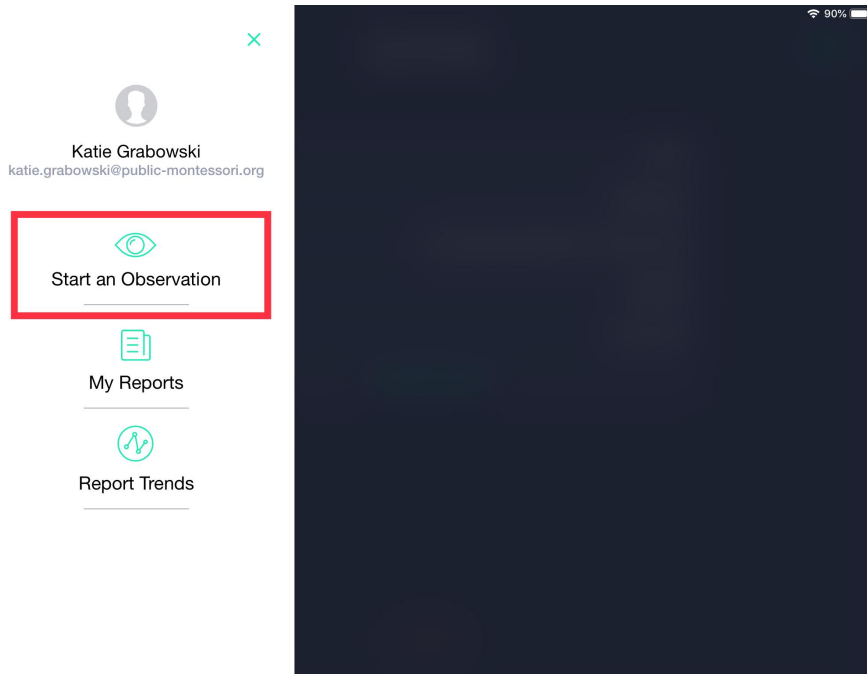 90%
Katie Grabowski
katie.grabowski@public-montessori.org
Start an Observation
My Reports
Report Trends